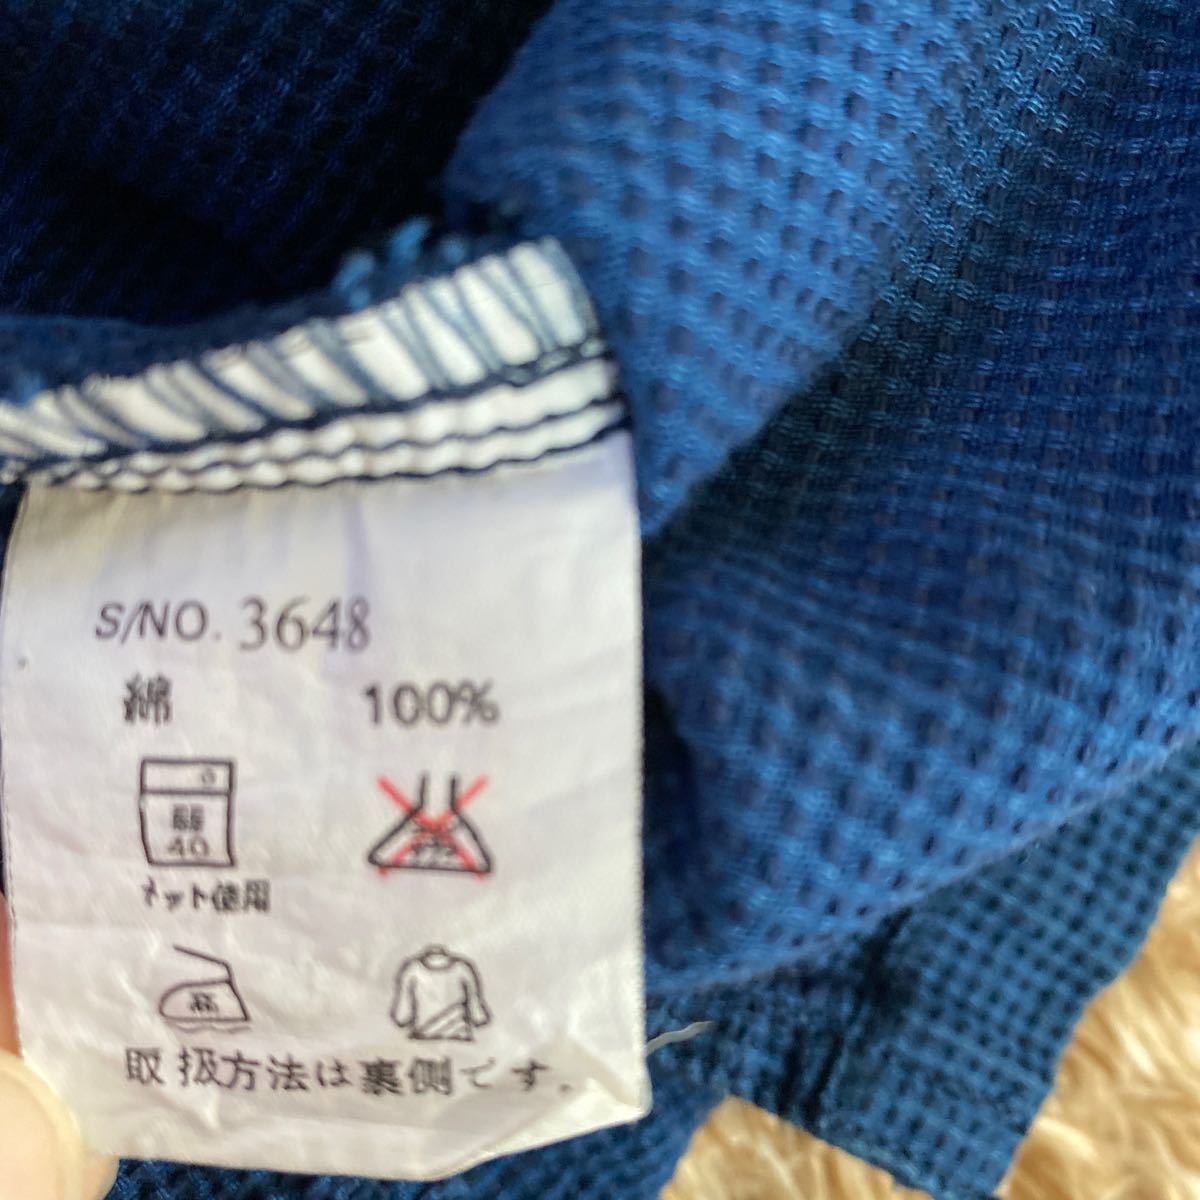 S/NO. 3648
綿 100%
弱
40
ネット使用
取扱方法は裏側です.